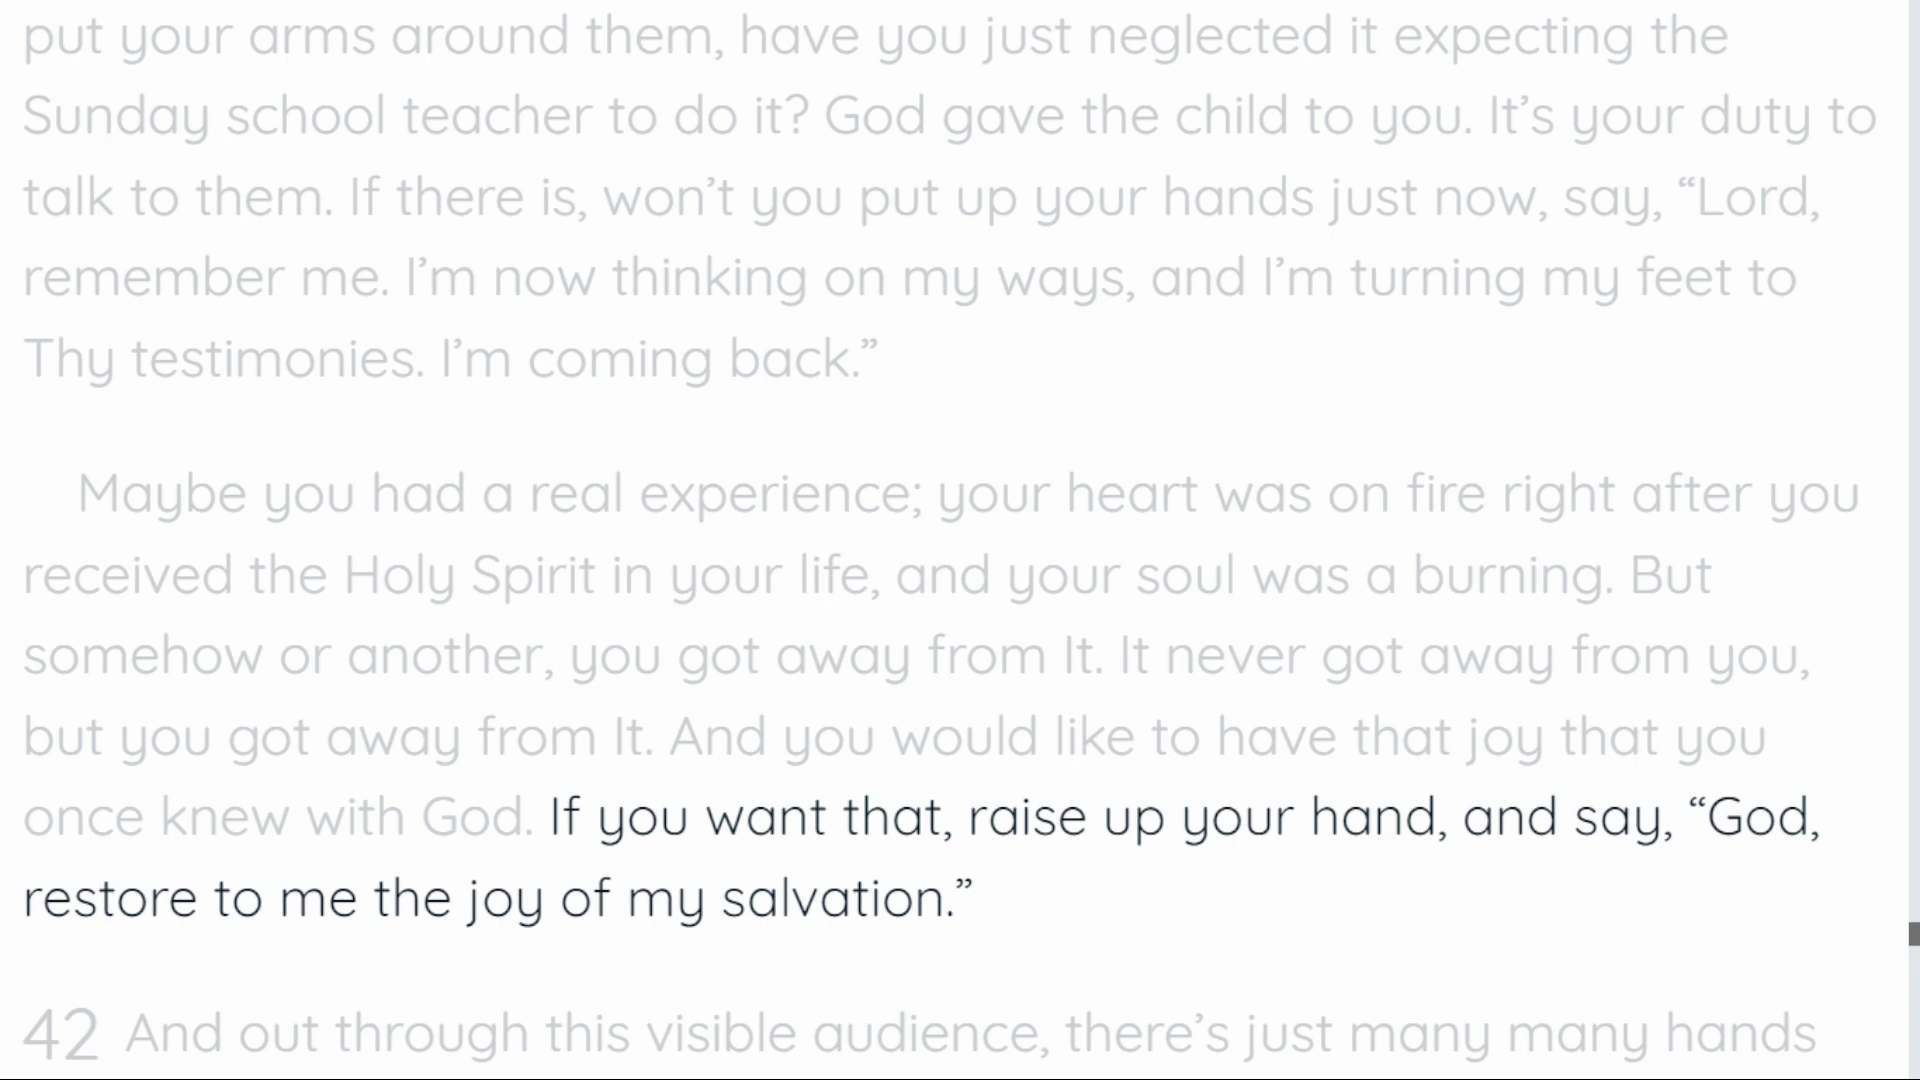 put your arms around them, have you just neglected it expecting the
Sunday school teacher to do it? God gave the child to you. It’s your duty to
talk to them. If there is, won’t you put up your hands just now, say, “Lord,
remember me. I’m now thinking on my ways, and I’m turning my feet to
Thy testimonies. I’m coming back.”
Maybe you had a real experience; your heart was on fire right after you
received the Holy Spirit in your life, and your soul was a burning. But
somehow or another, you got away from It. It never got away from you,
but you got away from It. And you would like to have that joy that you
once knew with God. If you want that, raise up your hand, and say, “God,
restore to me the joy of my salvation.”
42 And out through this visible audience, there’s just many many hands